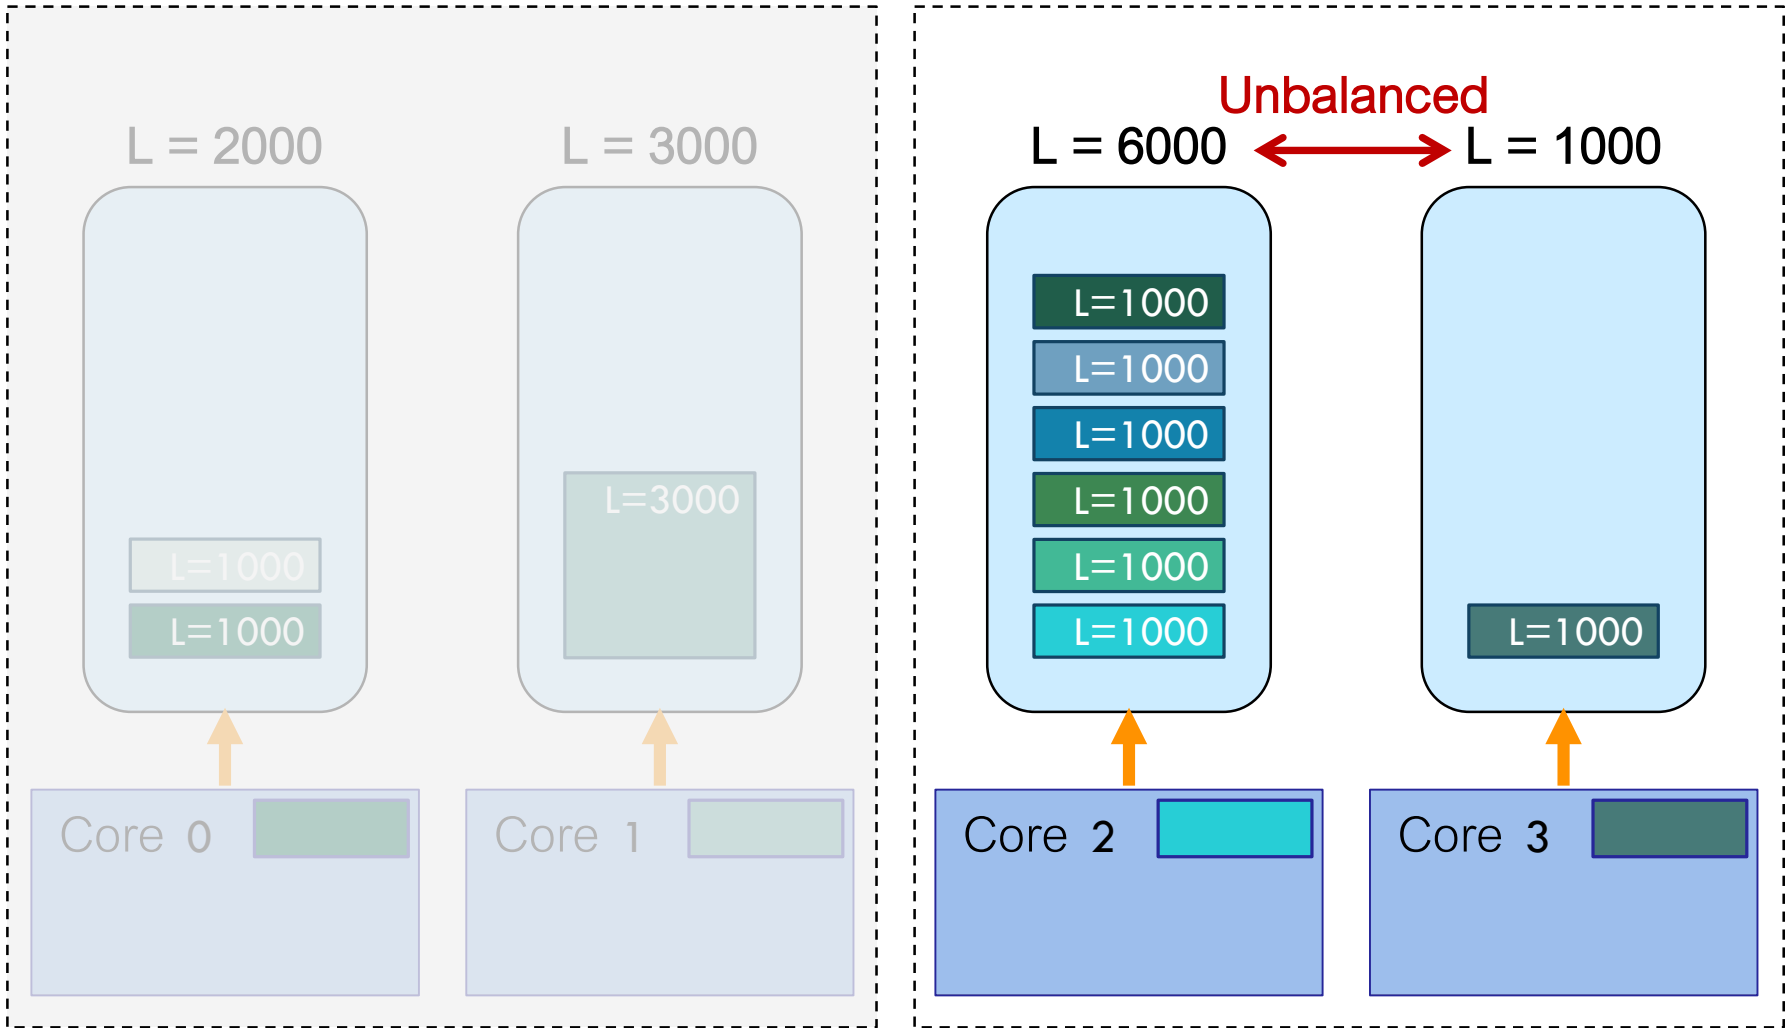 Unbalanced
L = 2000
L = 3000
L = 6000
L = 1000
L=1000
L=1000
L=3000
L=1000
L=1000
L=1000
L=1000
L=1000
L=1000
L=1000
Core 0
Core 1
Core 2
Core 3